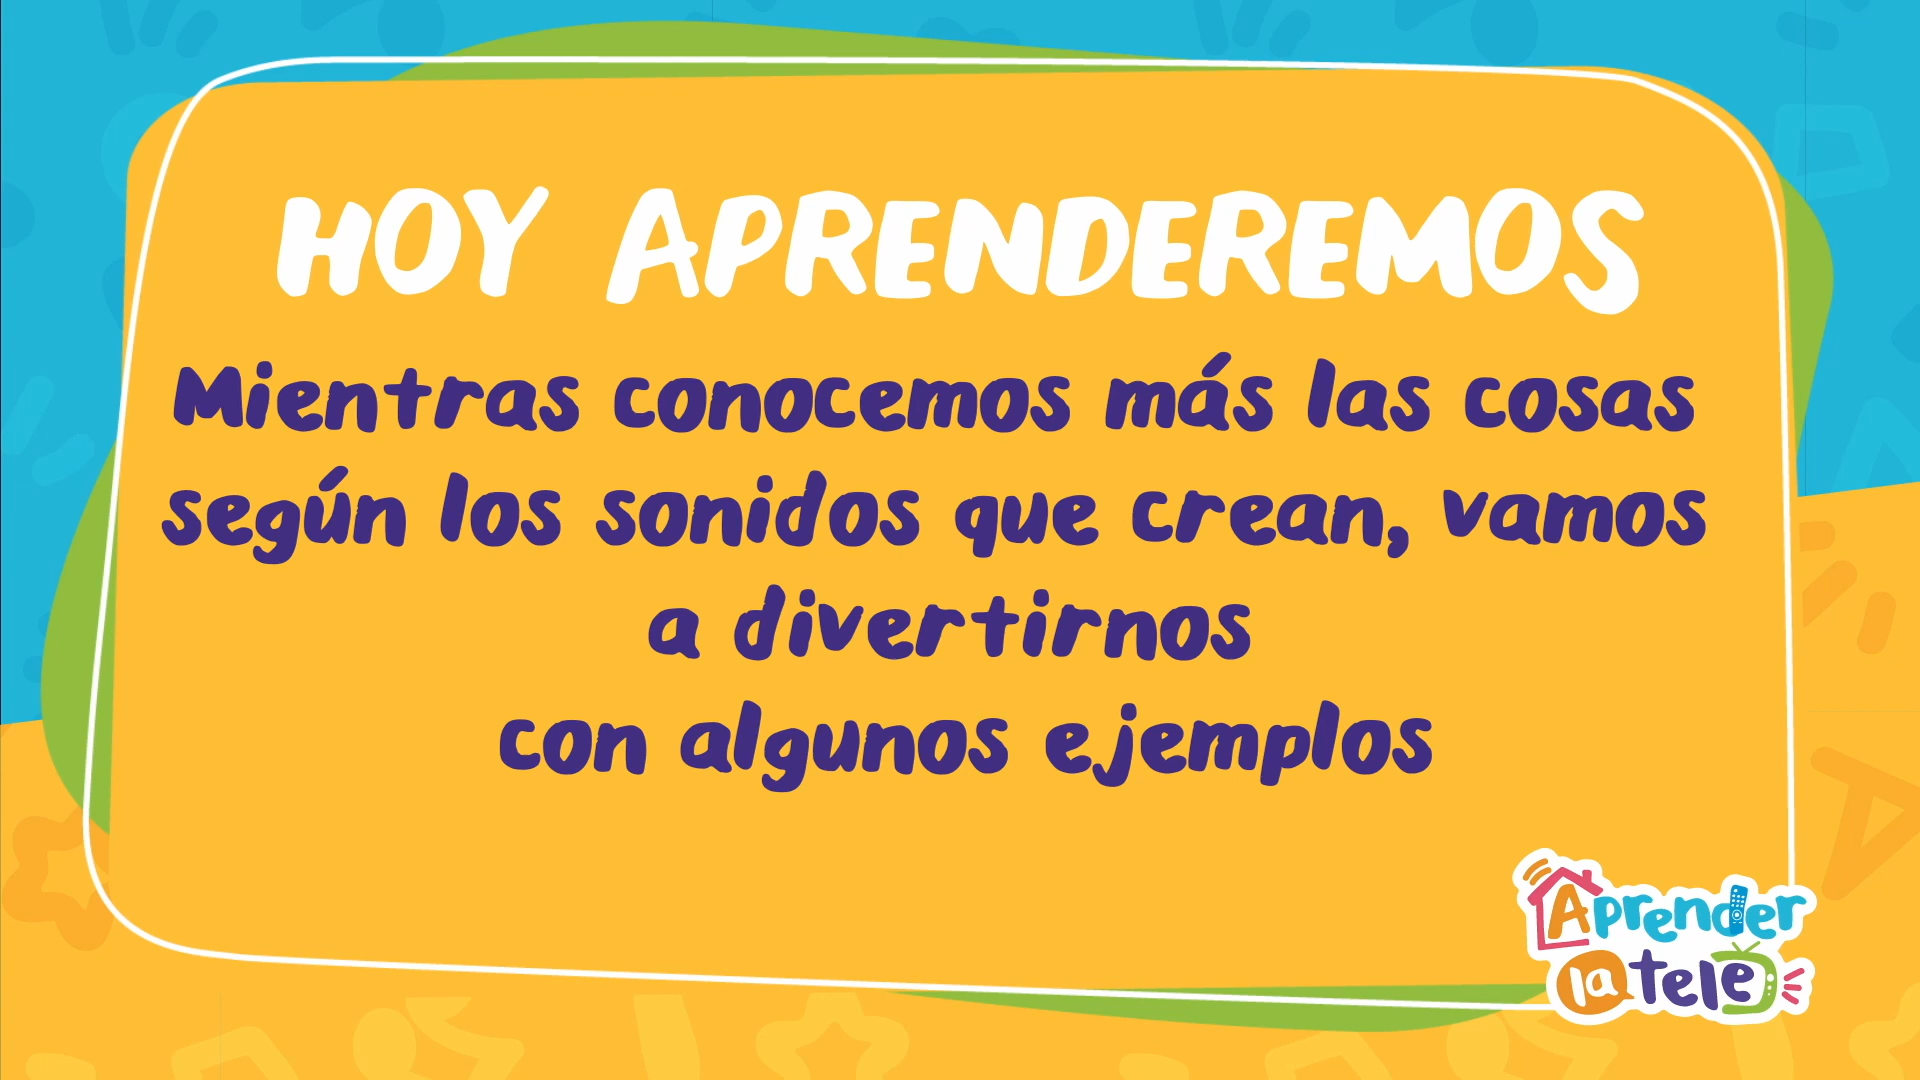 HOY APRENDEREMOS
Mientras conocemos más las cosas
según los sonidos que crean, vamos
a divertirnos
con algunos ejemplos
Aprender
la tele